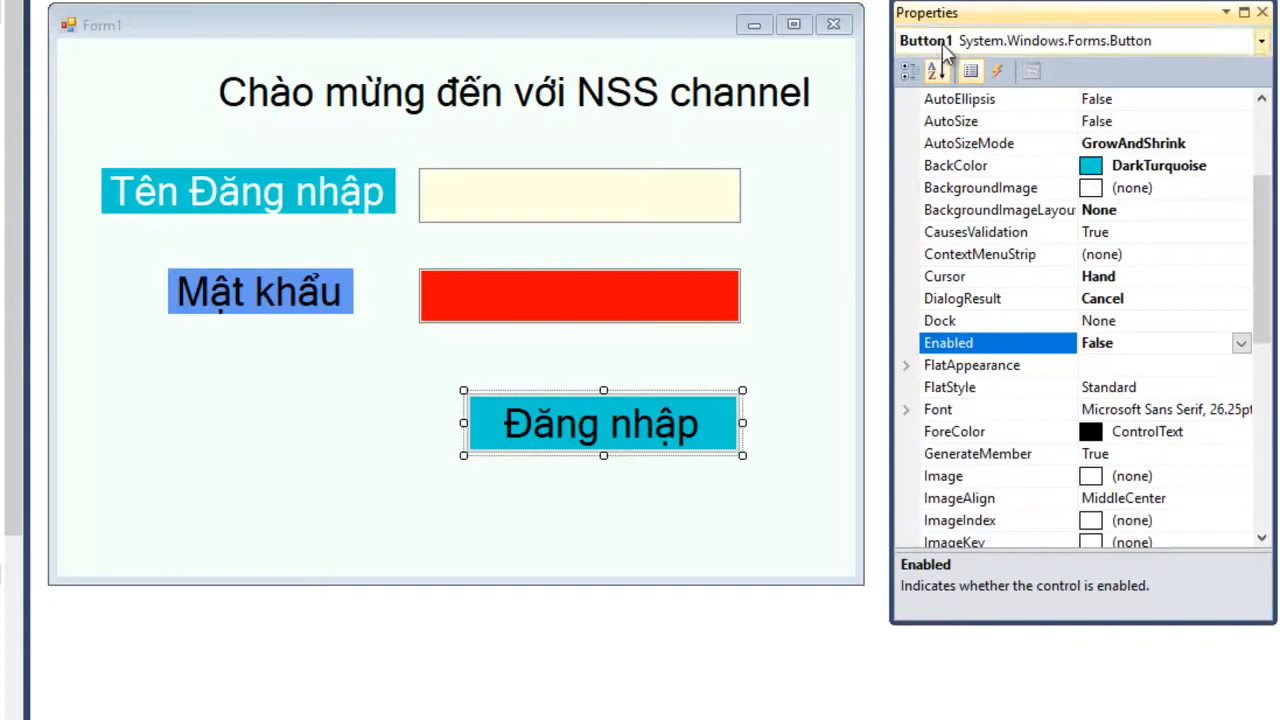 Form1
Chào mừng đến với NSS channel
Tên Đăng nhập
Mật khẩu
Đăng nhập
Properties
Button1 System.Windows.Forms.Button
AutoEllipsis False
AutoSize False
AutoSizeMode GrowAndShrink
BackColor DarkTurquoise
BackgroundImage (none)
BackgroundImageLayou None
CausesValidation True
ContextMenuStrip (none)
Cursor Hand
DialogResult Cancel
Dock None
Enabled False
FlatAppearance
FlatStyle Standard
Font Microsoft Sans Serif, 26.25pt
ForeColor ControlText
GenerateMember True
Image (none)
ImageAlign MiddleCenter
ImageIndex (none)
ImageKey (none)
Enabled
Indicates whether the control is enabled.